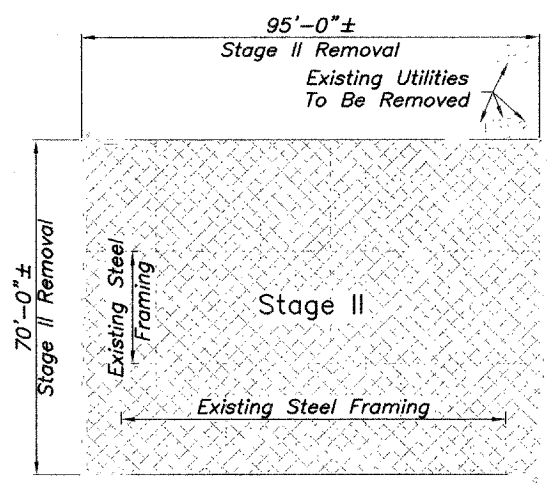 95'-0"±
Stage II Removal
Existing Utilities
To Be Removed
70'-0"±
Stage II Removal
Existing Steel
Framing
Stage II
Existing Steel Framing